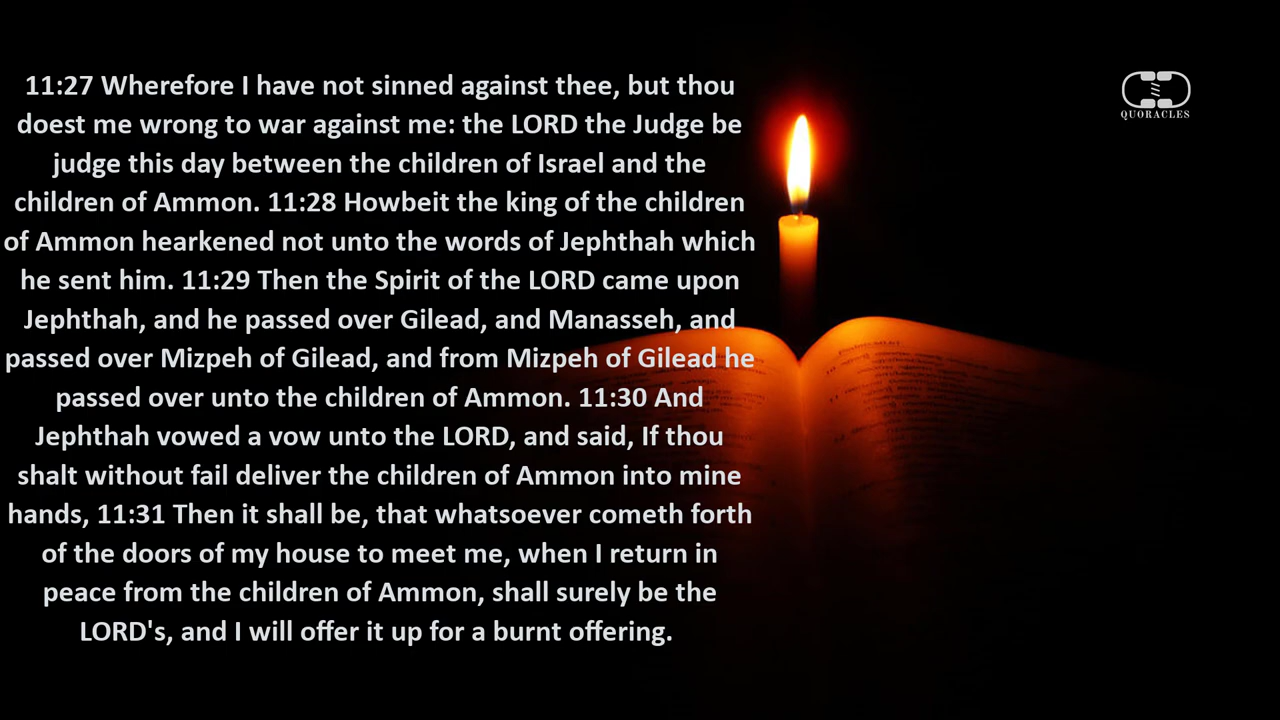 11:27 Wherefore I have not sinned against thee, but thou
doest me wrong to war against me: the LORD the Judge be
judge this day between the children of Israel and the
children of Ammon. 11:28 Howbeit the king of the children
of Ammon hearkened not unto the words of Jephthah which
he sent him. 11:29 Then the Spirit of the LORD came upon
Jephthah, and he passed over Gilead, and Manasseh, and
passed over Mizpeh of Gilead, and from Mizpeh of Gilead he
passed over unto the children of Ammon. 11:30 And
Jephthah vowed a vow unto the LORD, and said, If thou
shalt without fail deliver the children of Ammon into mine
hands, 11:31 Then it shall be, that whatsoever cometh forth
of the doors of my house to meet me, when I return in
peace from the children of Ammon, shall surely be the
LORD's, and I will offer it up for a burnt offering.
QUORACLES